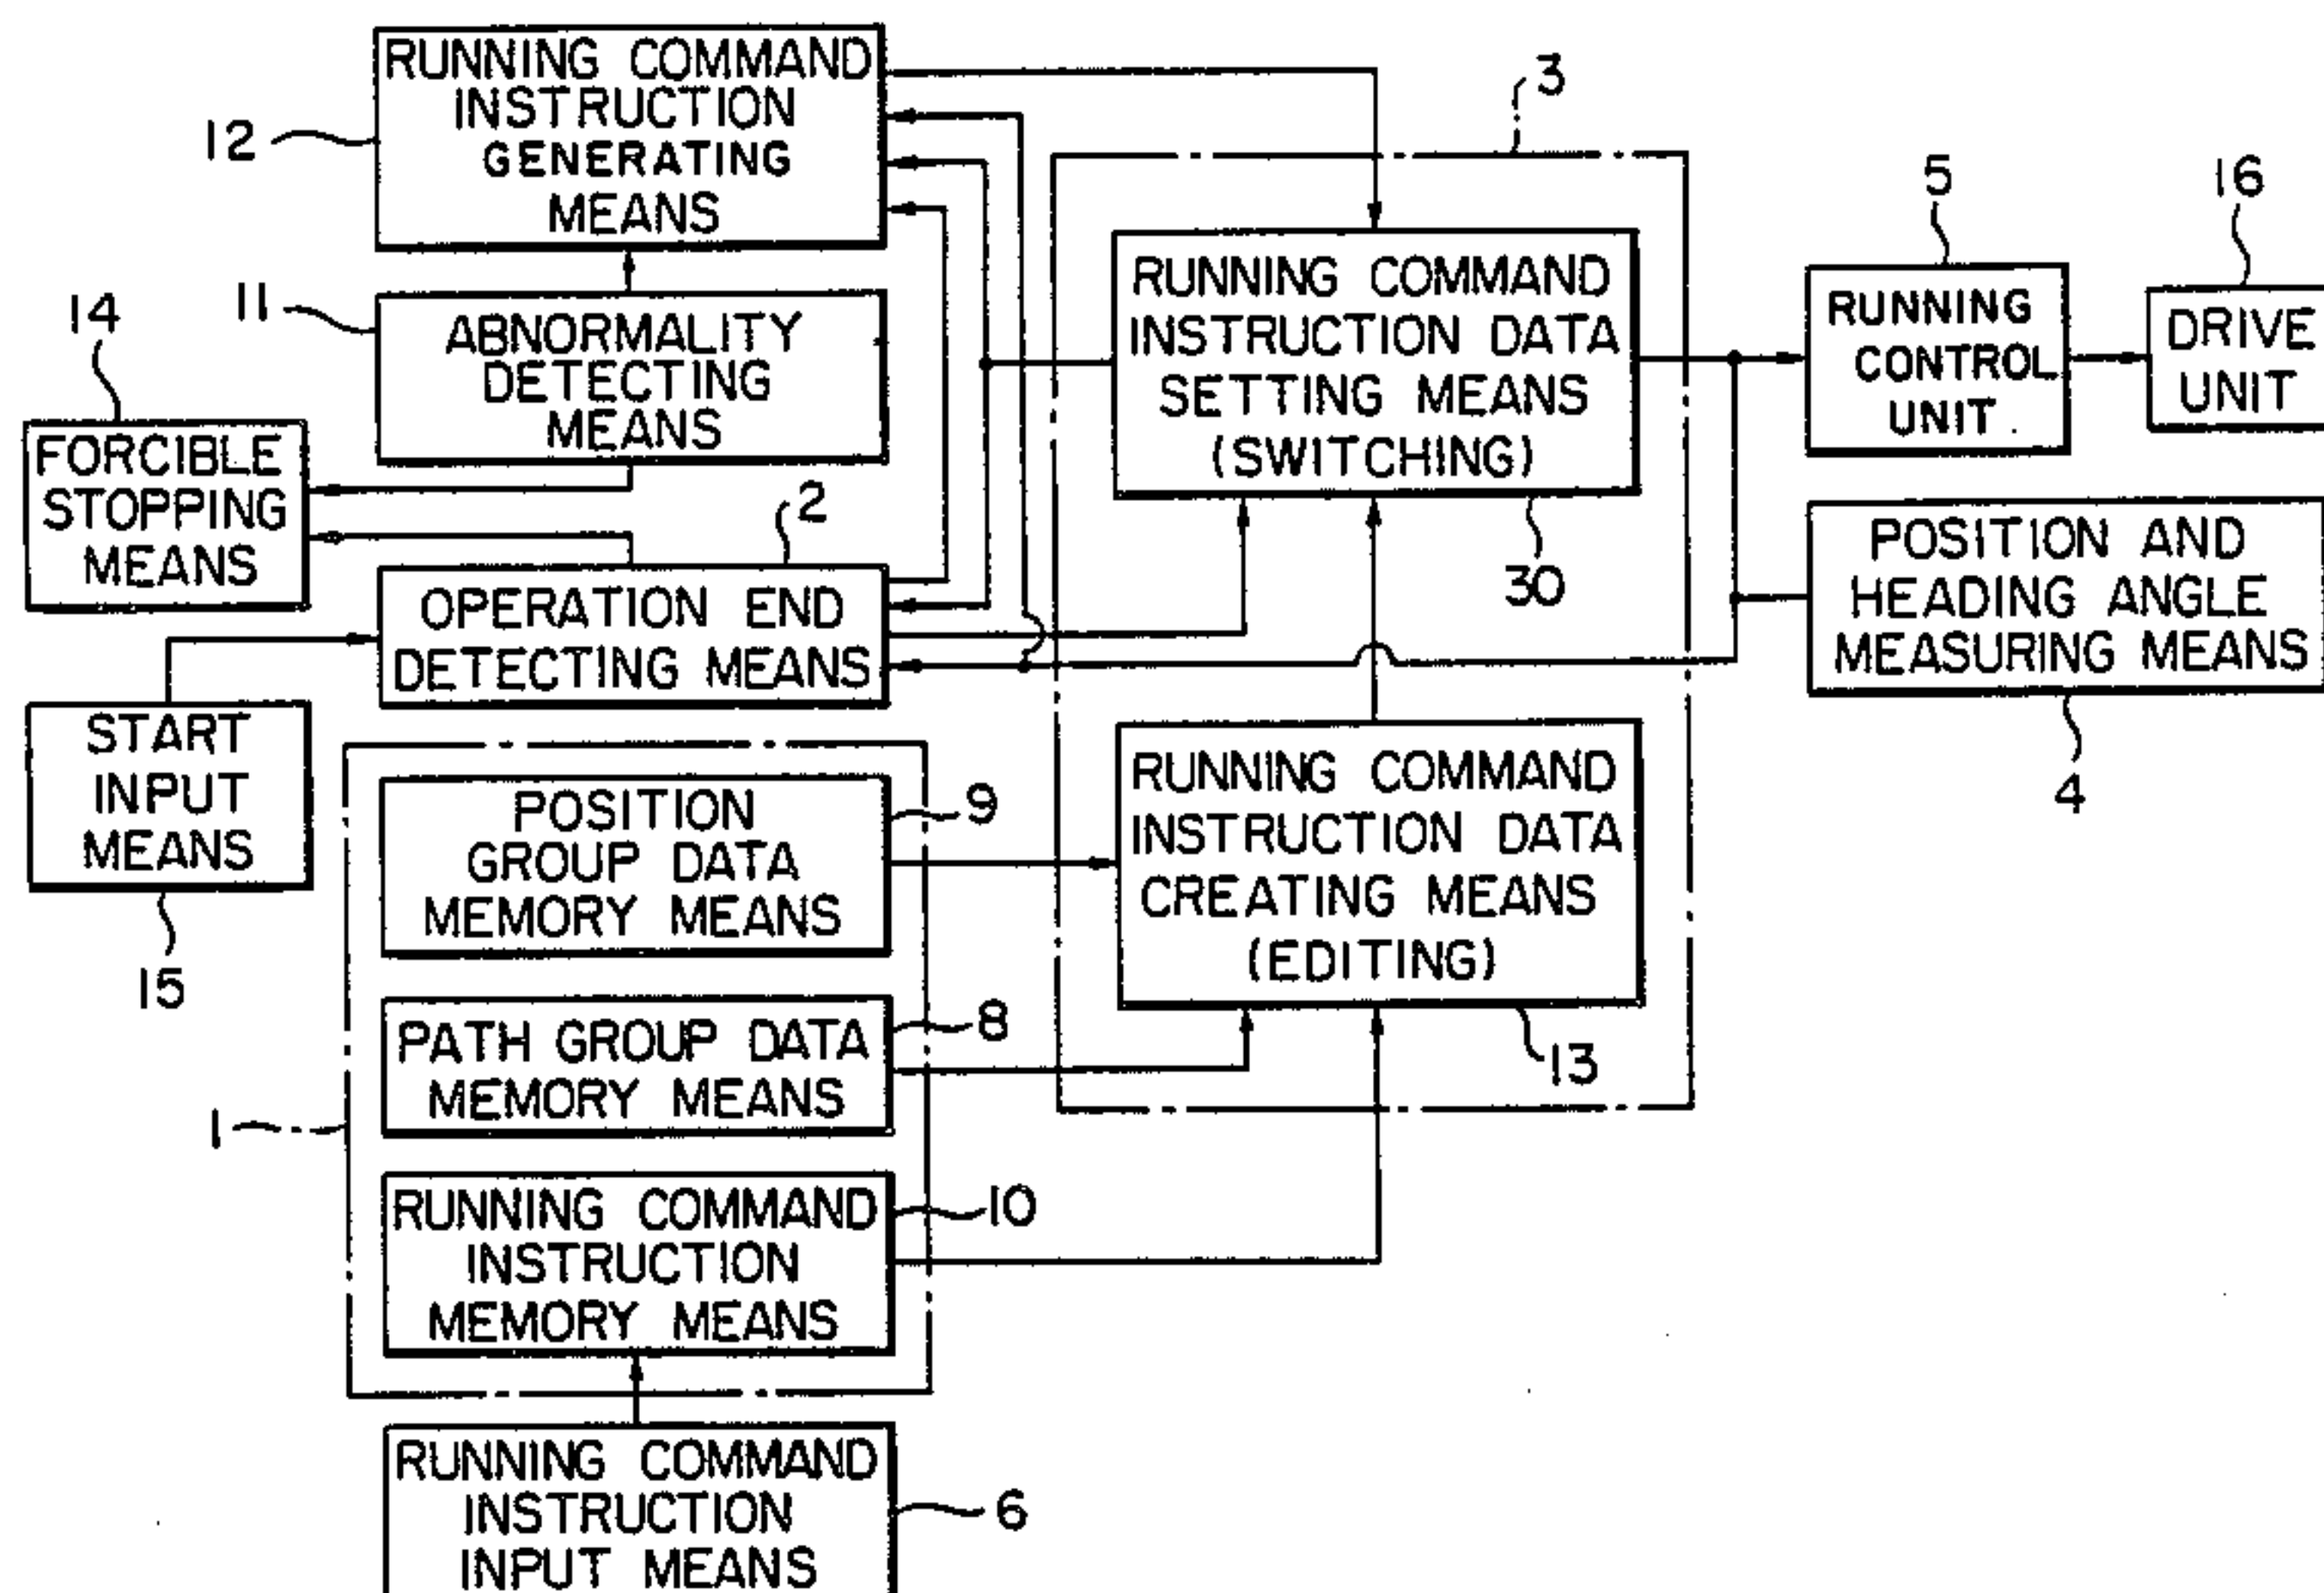 RUNNING COMMAND
INSTRUCTION
GENERATING
MEANS
12
3
5
16
ABNORMALITY
DETECTING
MEANS
11
14
FORCIBLE
STOPPING
MEANS
RUNNING COMMAND
INSTRUCTION DATA
SETTING MEANS
(SWITCHING)
30
RUNNING
CONTROL
UNIT
DRIVE
UNIT
2
OPERATION END
DETECTING MEANS
POSITION AND
HEADING ANGLE
MEASURING MEANS
4
START
INPUT
MEANS
15
POSITION
GROUP DATA
MEMORY MEANS
9
RUNNING COMMAND
INSTRUCTION DATA
CREATING MEANS
(EDITING)
13
PATH GROUP DATA
MEMORY MEANS
8
1
RUNNING COMMAND
INSTRUCTION
MEMORY MEANS
10
RUNNING COMMAND
INSTRUCTION
INPUT MEANS
6